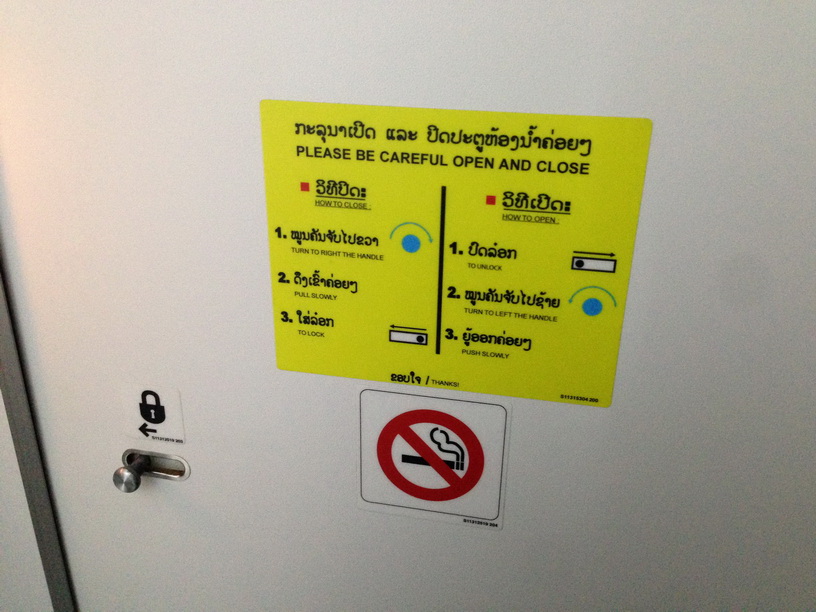 ກະລຸນາເປີດ ແລະ ປິດປະຕູຫ້ອງນ້ຳຄ່ອຍໆ
PLEASE BE CAREFUL OPEN AND CLOSE
ວິທີປິດ:
HOW TO CLOSE :
1. ໝູນຄັນຈັບໄປຂວາ
TURN TO RIGHT THE HANDLE
2. ດຶງເຂົ້າຄ່ອຍໆ
PULL SLOWLY
3. ໃສ່ລ໋ອກ
TO LOCK
ວິທີເປີດ:
HOW TO OPEN :
1. ປົດລ໋ອກ
TO UNLOCK
2. ໝູນຄັນຈັບໄປຊ້າຍ
TURN TO LEFT THE HANDLE
3. ຍູ້ອອກຄ່ອຍໆ
PUSH SLOWLY
ຂອບໃຈ / THANKS!